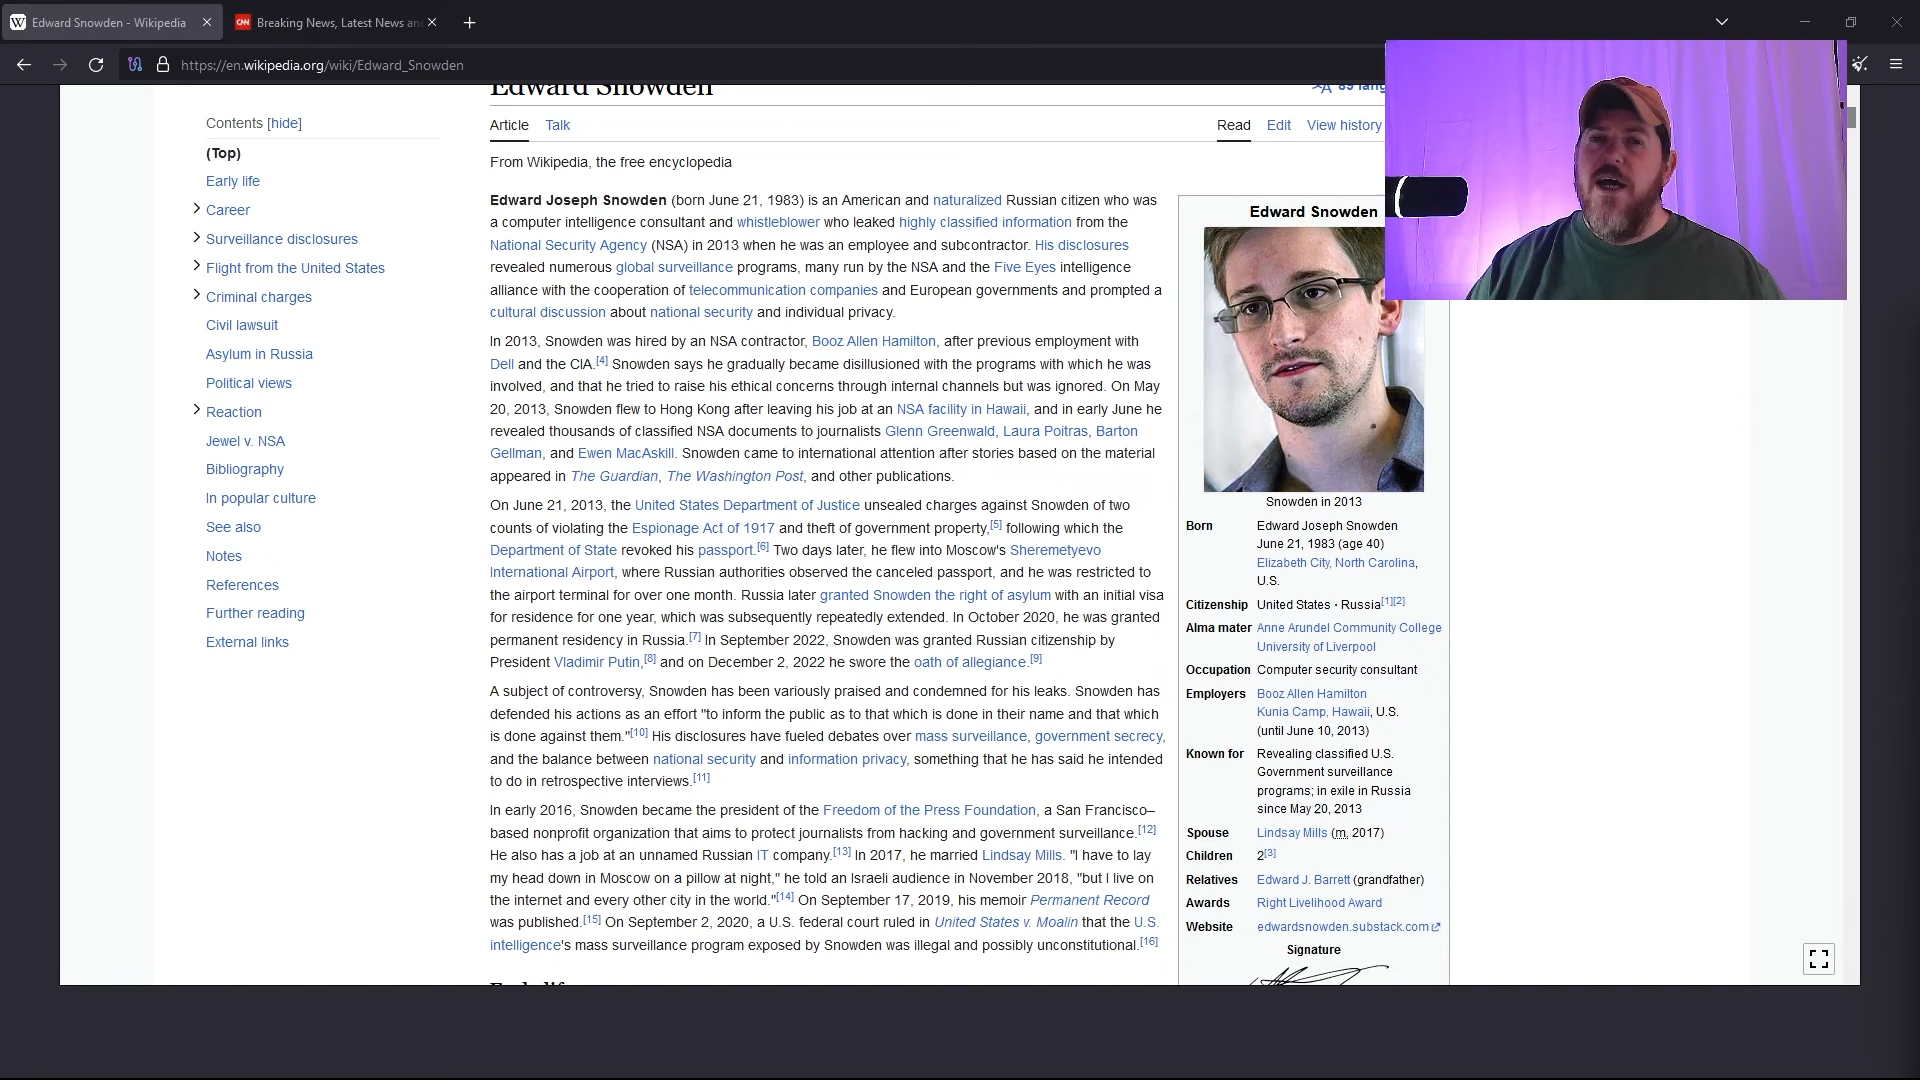 Edward Snowden - Wikipedia
CNN
Breaking News, Latest News an
https://en.wikipedia.org/wiki/Edward_Snowden
Edward Snowden
Contents [hide]
(Top)
Early life
Career
Surveillance disclosures
Flight from the United States
Criminal charges
Civil lawsuit
Asylum in Russia
Political views
Reaction
Jewel v. NSA
Bibliography
In popular culture
See also
Notes
References
Further reading
External links
89 lang
Article Talk
Read Edit View history
From Wikipedia, the free encyclopedia
Edward Joseph Snowden (born June 21, 1983) is an American and naturalized Russian citizen who was
a computer intelligence consultant and whistleblower who leaked highly classified information from the
National Security Agency (NSA) in 2013 when he was an employee and subcontractor. His disclosures
revealed numerous global surveillance programs, many run by the NSA and the Five Eyes intelligence
alliance with the cooperation of telecommunication companies and European governments and prompted a
cultural discussion about national security and individual privacy.
In 2013, Snowden was hired by an NSA contractor, Booz Allen Hamilton, after previous employment with
Dell and the CIA.[4] Snowden says he gradually became disillusioned with the programs with which he was
involved, and that he tried to raise his ethical concerns through internal channels but was ignored. On May
20, 2013, Snowden flew to Hong Kong after leaving his job at an NSA facility in Hawaii, and in early June he
revealed thousands of classified NSA documents to journalists Glenn Greenwald, Laura Poitras, Barton
Gellman, and Ewen MacAskill. Snowden came to international attention after stories based on the material
appeared in The Guardian, The Washington Post, and other publications.
On June 21, 2013, the United States Department of Justice unsealed charges against Snowden of two
counts of violating the Espionage Act of 1917 and theft of government property,[5] following which the
Department of State revoked his passport.[6] Two days later, he flew into Moscow's Sheremetyevo
International Airport, where Russian authorities observed the canceled passport, and he was restricted to
the airport terminal for over one month. Russia later granted Snowden the right of asylum with an initial visa
for residence for one year, which was subsequently repeatedly extended. In October 2020, he was granted
permanent residency in Russia.[7] In September 2022, Snowden was granted Russian citizenship by
President Vladimir Putin,[8] and on December 2, 2022 he swore the oath of allegiance.[9]
A subject of controversy, Snowden has been variously praised and condemned for his leaks. Snowden has
defended his actions as an effort "to inform the public as to that which is done in their name and that which
is done against them."[10] His disclosures have fueled debates over mass surveillance, government secrecy,
and the balance between national security and information privacy, something that he has said he intended
to do in retrospective interviews.[11]
In early 2016, Snowden became the president of the Freedom of the Press Foundation, a San Francisco–
based nonprofit organization that aims to protect journalists from hacking and government surveillance.[12]
He also has a job at an unnamed Russian IT company.[13] In 2017, he married Lindsay Mills. "I have to lay
my head down in Moscow on a pillow at night," he told an Israeli audience in November 2018, "but I live on
the internet and every other city in the world."[14] On September 17, 2019, his memoir Permanent Record
was published.[15] On September 2, 2020, a U.S. federal court ruled in United States v. Moalin that the U.S.
intelligence's mass surveillance program exposed by Snowden was illegal and possibly unconstitutional.[16]
Early life
Edward Snowden
Snowden in 2013
Born Edward Joseph Snowden
June 21, 1983 (age 40)
Elizabeth City, North Carolina,
U.S.
Citizenship United States · Russia[1][2]
Alma mater Anne Arundel Community College
University of Liverpool
Occupation Computer security consultant
Employers Booz Allen Hamilton
Kunia Camp, Hawaii, U.S.
(until June 10, 2013)
Known for Revealing classified U.S.
Government surveillance
programs; in exile in Russia
since May 20, 2013
Spouse Lindsay Mills (m. 2017)
Children 2[3]
Relatives Edward J. Barrett (grandfather)
Awards Right Livelihood Award
Website edwardsnowden.substack.com
Signature